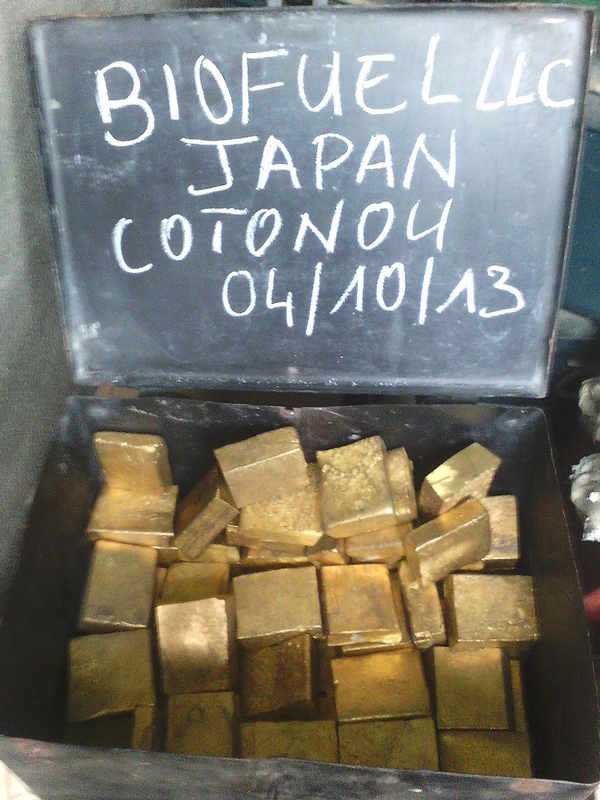 BIOFUEL LLC
JAPAN
COTONOU
04/10/13